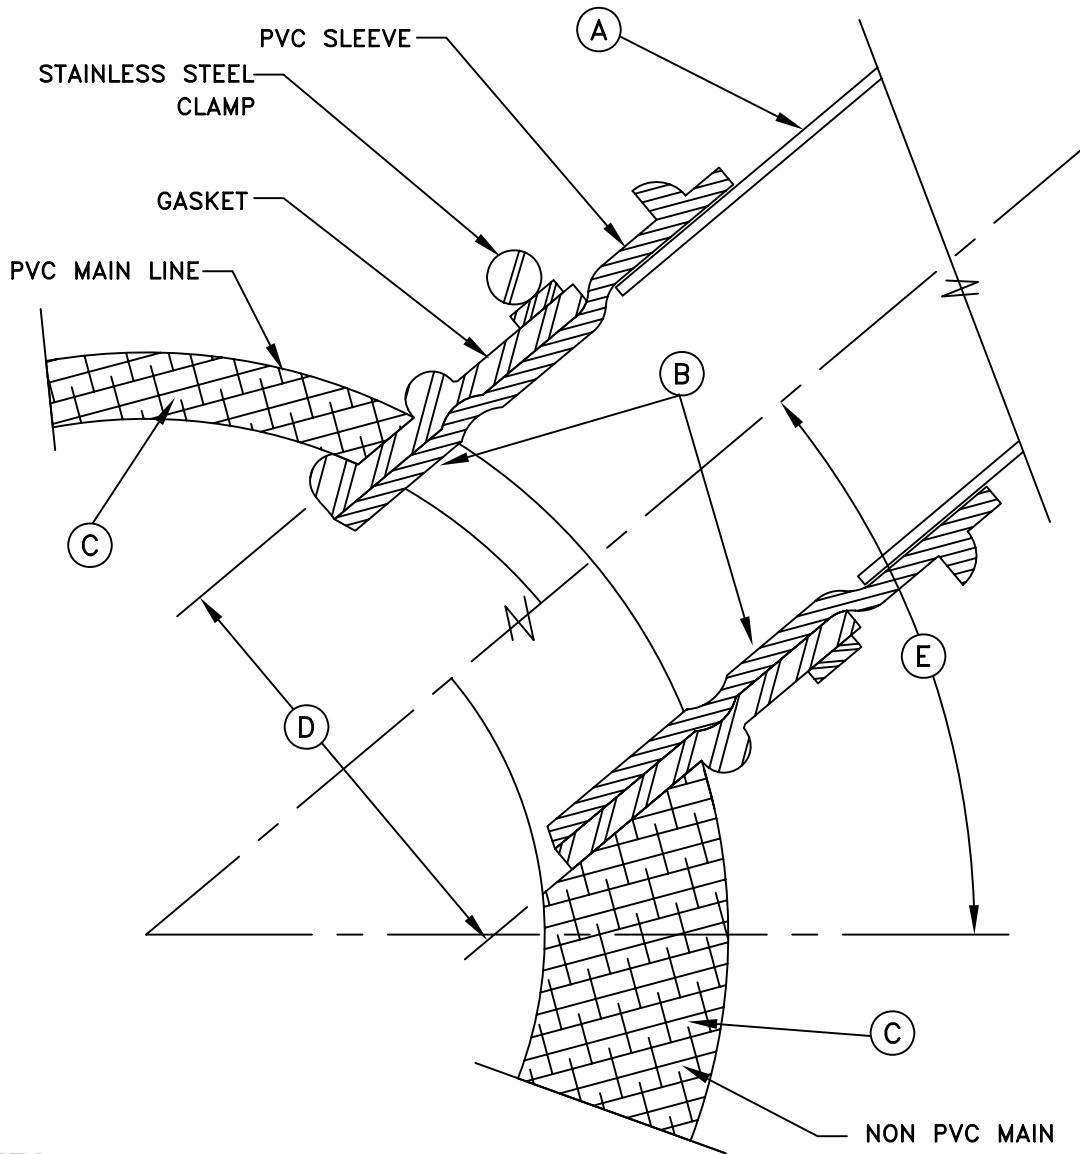 PVC SLEEVE
A
STAINLESS STEEL
CLAMP
GASKET
PVC MAIN LINE
B
C
E
D
C
NON PVC MAIN